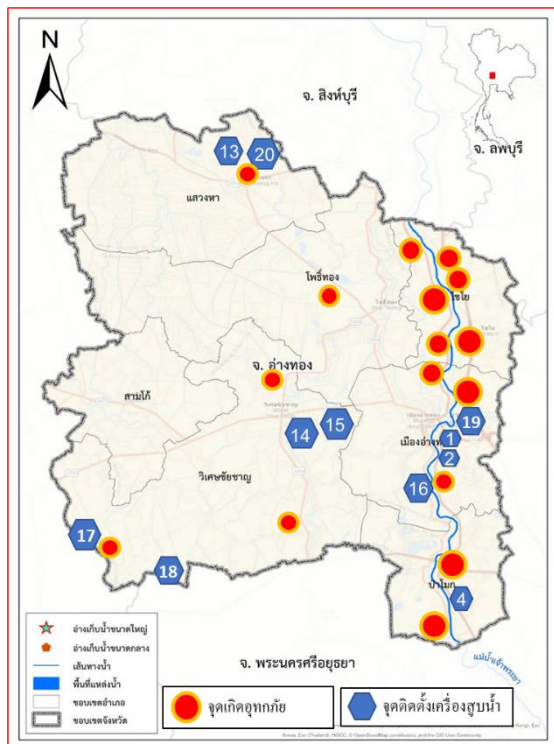 N
จ. สิงห์บุรี
จ. ลพบุรี
13
20
แสวงหา
โพธิ์ทอง
ไชโย
จ. อ่างทอง
สามโก้
14
15
19
เมืองอ่างทอง
1
2
วิเศษชัยชาญ
16
17
18
ป่าโมก
4
แม่น้ำเจ้าพระยา
จ. พระนครศรีอยุธยา
อ่างเก็บน้ำขนาดใหญ่
อ่างเก็บน้ำขนาดกลาง
เส้นทางน้ำ
พื้นที่แหล่งน้ำ
ขอบเขตอำเภอ
ขอบเขตจังหวัด
จุดเกิดอุทกภัย
จุดติดตั้งเครื่องสูบน้ำ